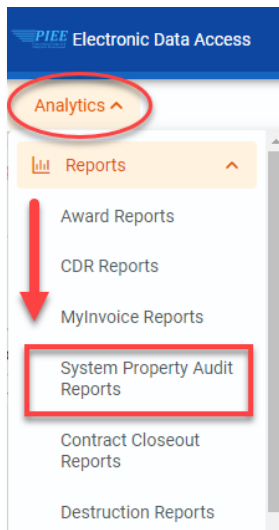 PIEE Electronic Data Access
Analytics
Reports
Award Reports
CDR Reports
MyInvoice Reports
System Property Audit
Reports
Contract Closeout
Reports
Destruction Reports